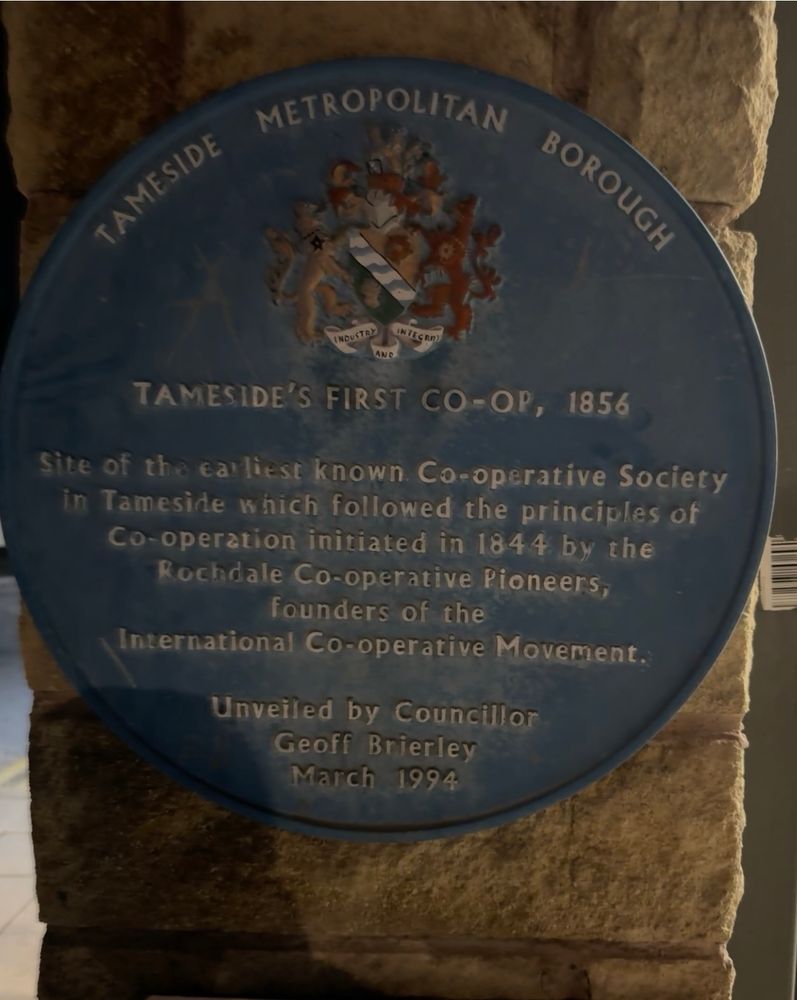 TAMESIDE METROPOLITAN BOROUGH
INDUSTRY AND INTEGRITY
TAMESIDE'S FIRST CO-OP, 1856
Site of the earliest known Co-operative Society
in Tameside which followed the principles of
Co-operation initiated in 1844 by the
Rochdale Co-operative Pioneers,
founders of the
International Co-operative Movement.
Unveiled by Councillor
Geoff Brierley
March 1994